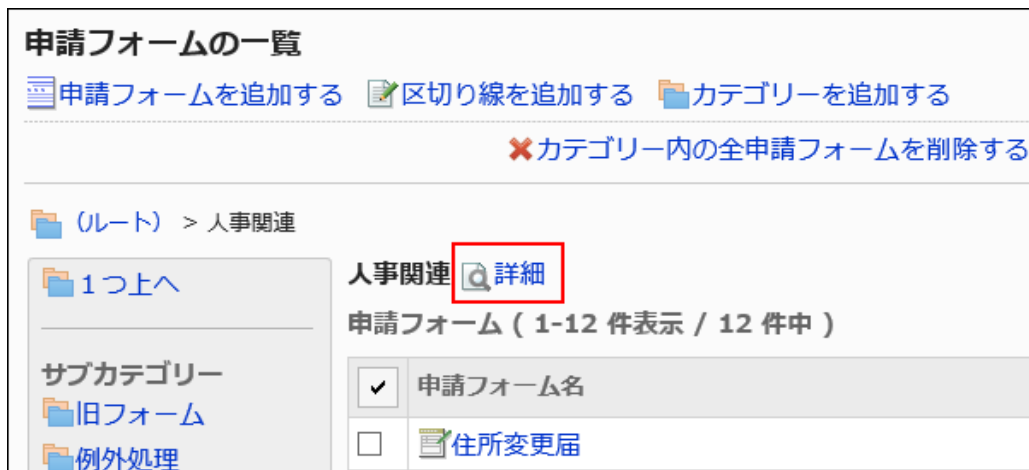 申請フォームの一覧
申請フォームを追加する 区切り線を追加する カテゴリーを追加する
カテゴリー内の全申請フォームを削除する
（ルート） > 人事関連
1つ上へ
サブカテゴリー
旧フォーム
例外処理
人事関連 詳細
申請フォーム ( 1-12 件表示 / 12 件中 )
申請フォーム名
住所変更届